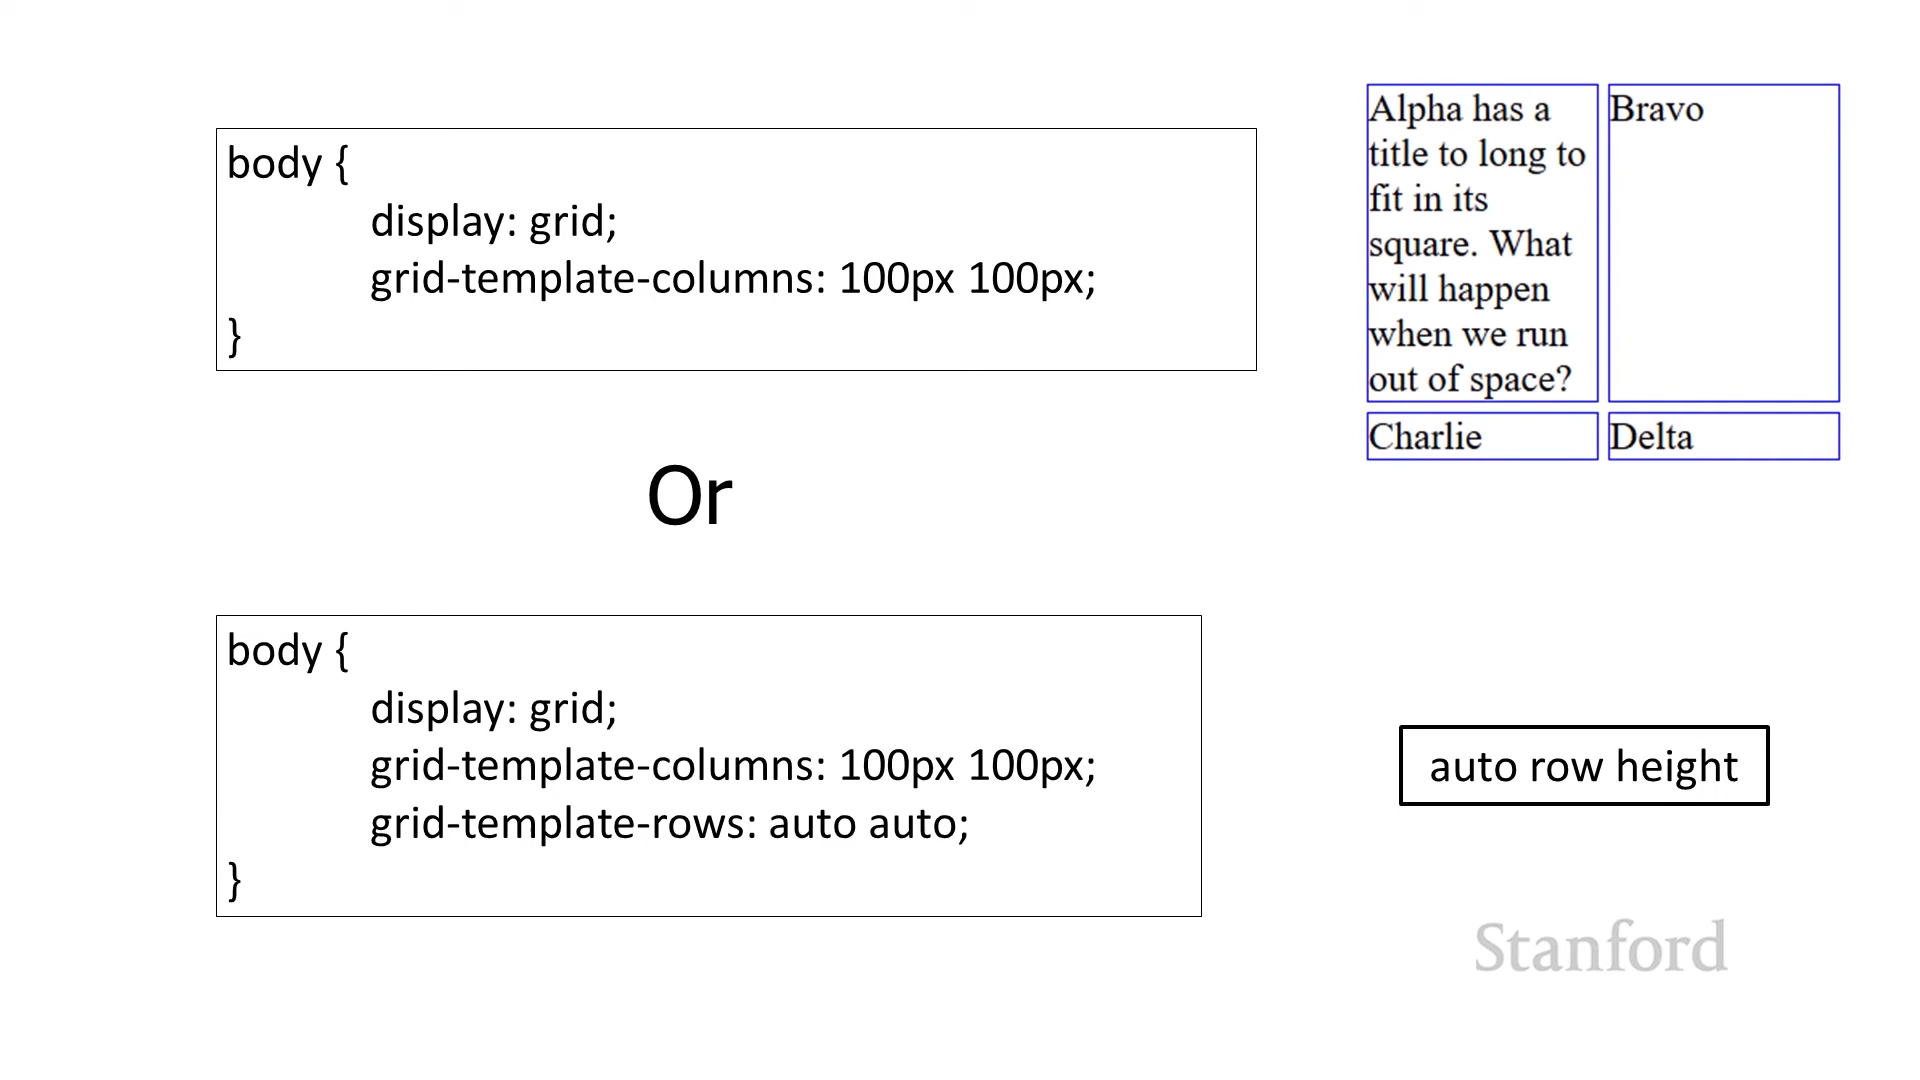 body {
display: grid;
grid-template-columns: 100px 100px;
}
Or
body {
display: grid;
grid-template-columns: 100px 100px;
grid-template-rows: auto auto;
}
Alpha has a
title to long to
fit in its
square. What
will happen
when we run
out of space?
Bravo
Charlie
Delta
auto row height
Stanford